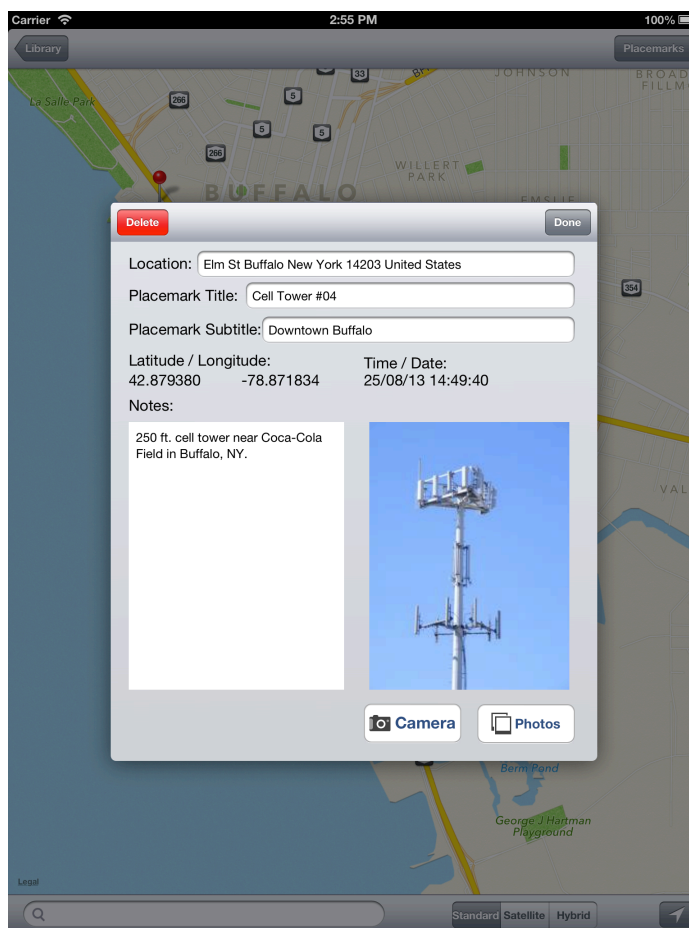 Carrier 2:55 PM 100%
Library Placemarks
33 JOHNSON BROAD
La Salle Park 266 5 FILLM
5 5
266
WILLERT
PARK
BUFFALO
EMSLIE
Delete Done
Location: Elm St Buffalo New York 14203 United States
354
Placemark Title: Cell Tower #04
Placemark Subtitle: Downtown Buffalo
Latitude / Longitude: Time / Date:
42.879380 -78.871834 25/08/13 14:49:40
Notes:
250 ft. cell tower near Coca-Cola
Field in Buffalo, NY.
VAL
Camera Photos
Berm Pond
George J Hartman
Playground
Legal
Standard Satellite Hybrid